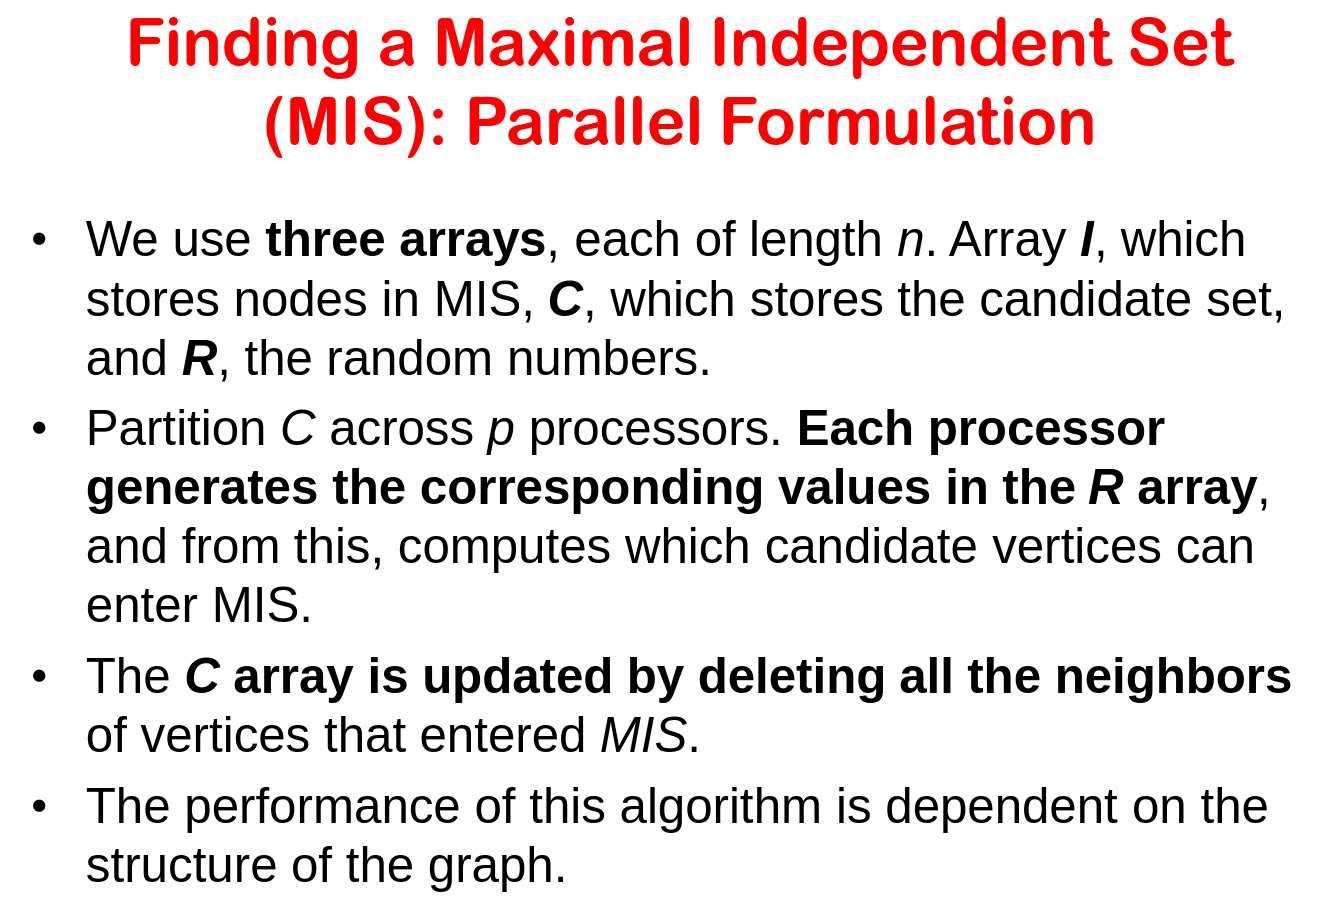 Finding a Maximal Independent Set
(MIS): Parallel Formulation
• We use three arrays, each of length n. Array I, which
stores nodes in MIS, C, which stores the candidate set,
and R, the random numbers.
• Partition C across p processors. Each processor
generates the corresponding values in the R array,
and from this, computes which candidate vertices can
enter MIS.
• The C array is updated by deleting all the neighbors
of vertices that entered MIS.
• The performance of this algorithm is dependent on the
structure of the graph.